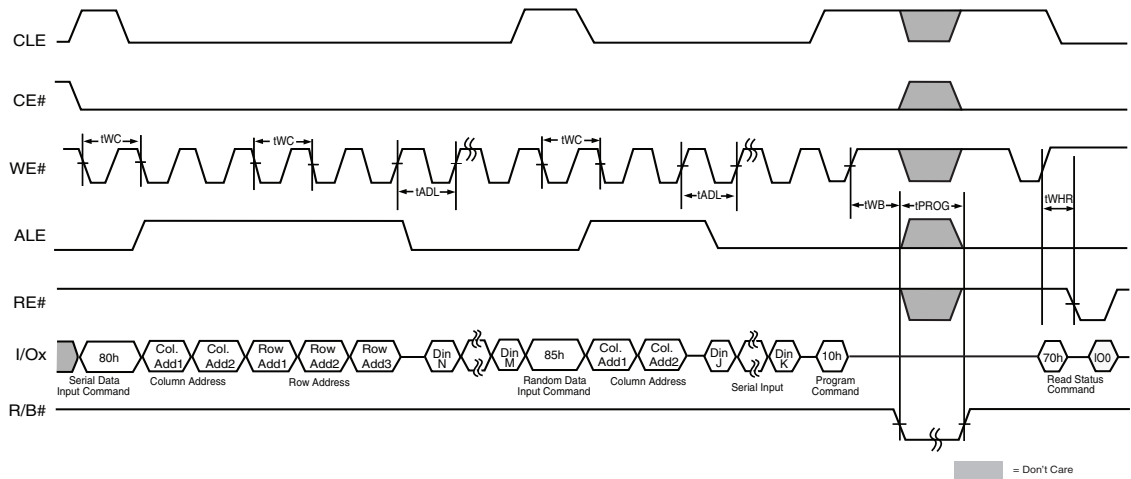 CLE
CE#
tWC
tWC
tWC
WE#
tADL
tADL
tWB
tPROG
tWHR
ALE
RE#
I/Ox
80h
Col. Add1
Col. Add2
Row Add1
Row Add2
Row Add3
Din N
Din M
85h
Col. Add1
Col. Add2
Din J
Din K
10h
70h
IO0
Serial Data
Input Command
Column Address
Row Address
Random Data
Input Command
Column Address
Serial Input
Program
Command
Read Status
Command
R/B#
= Don't Care